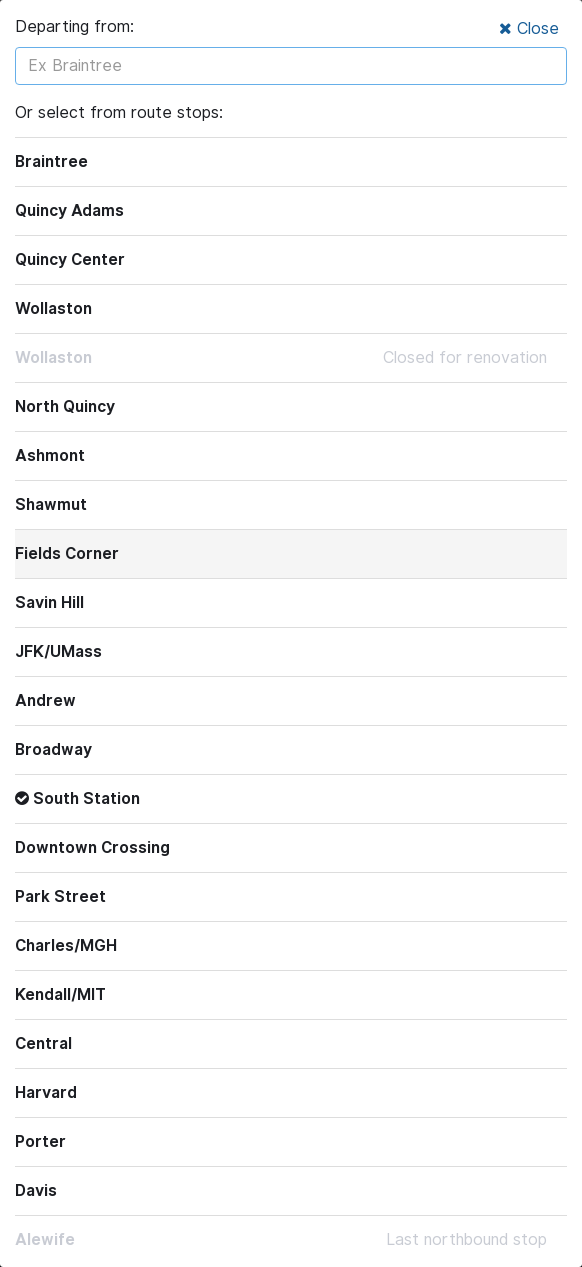 Departing from:
Close
Ex Braintree
Or select from route stops:
Braintree
Quincy Adams
Quincy Center
Wollaston
Wollaston Closed for renovation
North Quincy
Ashmont
Shawmut
Fields Corner
Savin Hill
JFK/UMass
Andrew
Broadway
South Station
Downtown Crossing
Park Street
Charles/MGH
Kendall/MIT
Central
Harvard
Porter
Davis
Alewife Last northbound stop